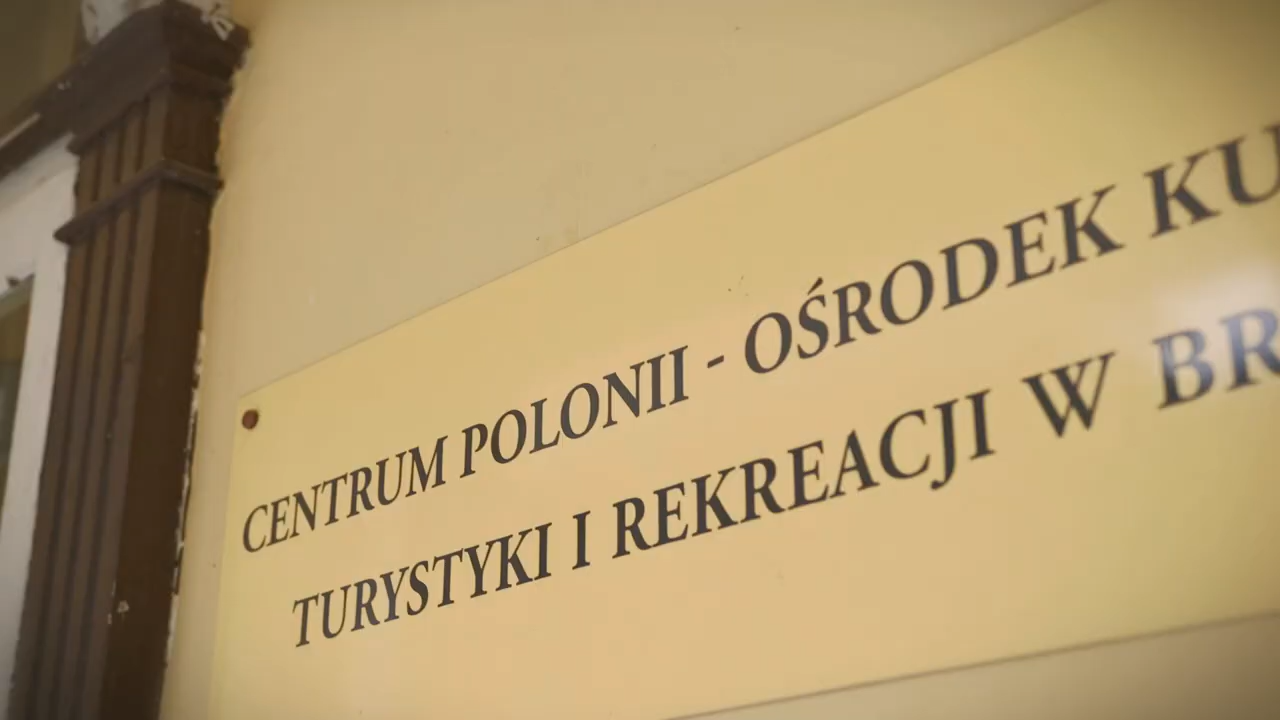 CENTRUM POLONII - OŚRODEK KU
TURYSTYKI I REKREACJI W BR